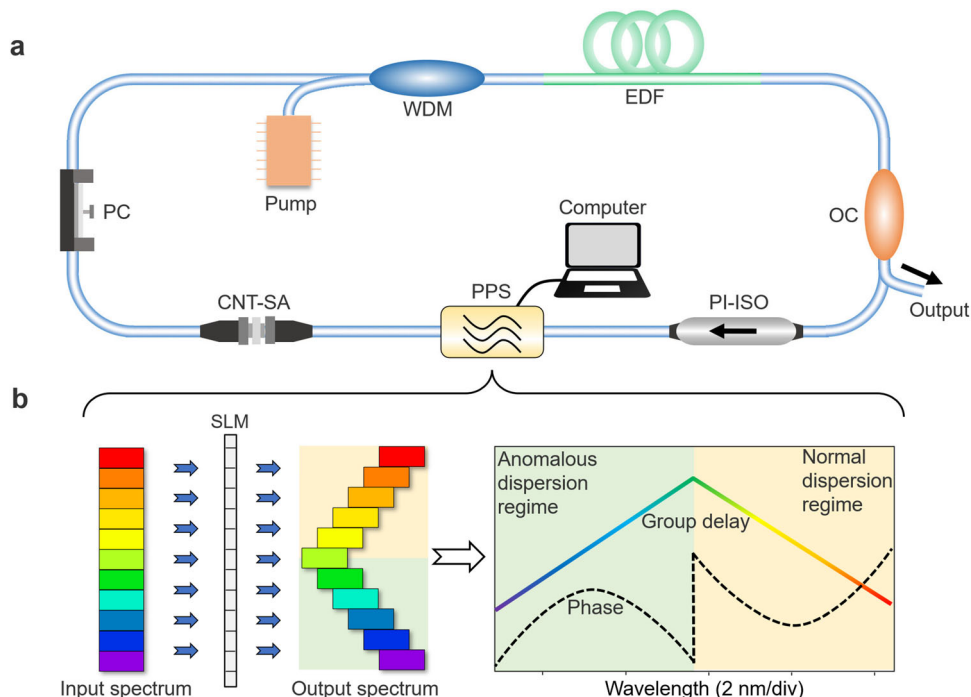 a
WDM
EDF
Pump
PC
Computer
OC
CNT-SA
PPS
PI-ISO
Output
b
SLM
Anomalous
dispersion
regime
Normal
dispersion
regime
Group delay
Phase
Input spectrum
Output spectrum
Wavelength (2 nm/div)